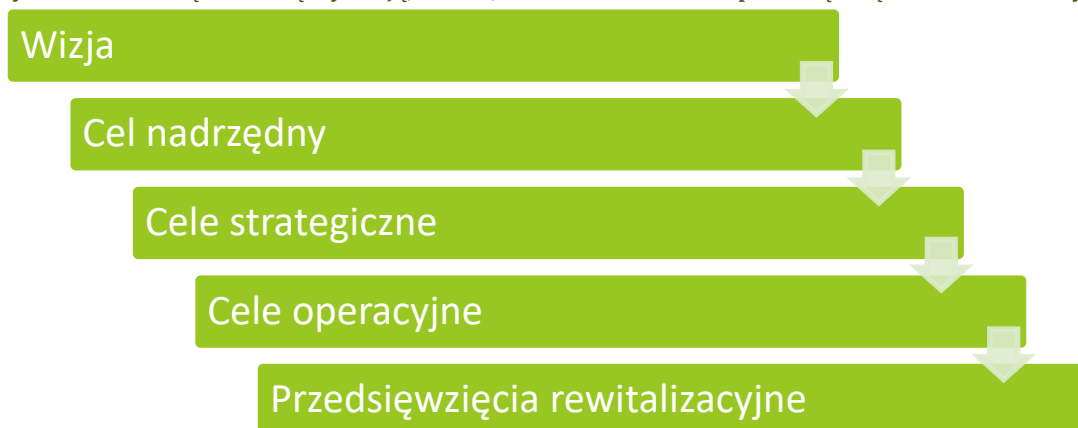 Wizja
Cel nadrzędny
Cele strategiczne
Cele operacyjne
Przedsięwzięcia rewitalizacyjne